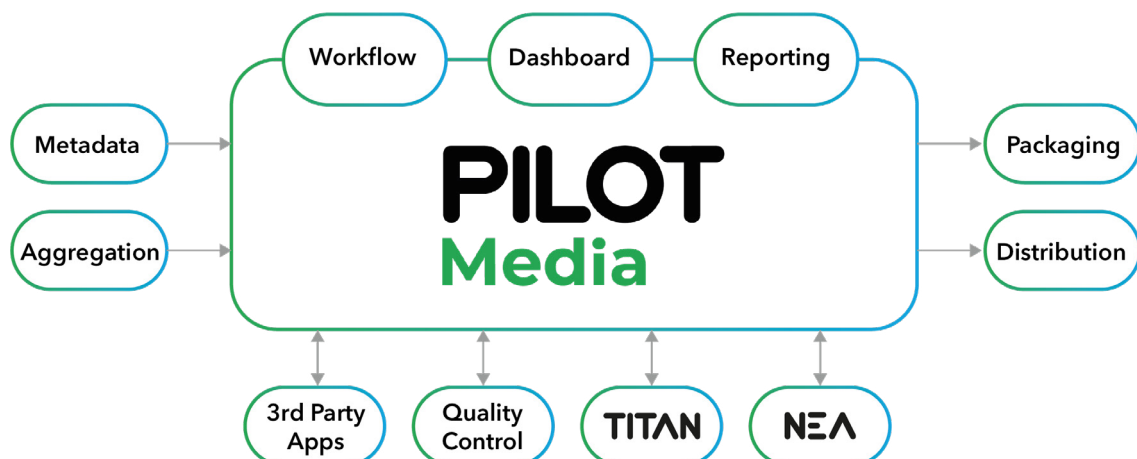 Workflow
Dashboard
Reporting
Metadata
Aggregation
PILOT
Media
Packaging
Distribution
3rd Party
Apps
Quality
Control
TITAN
NEA